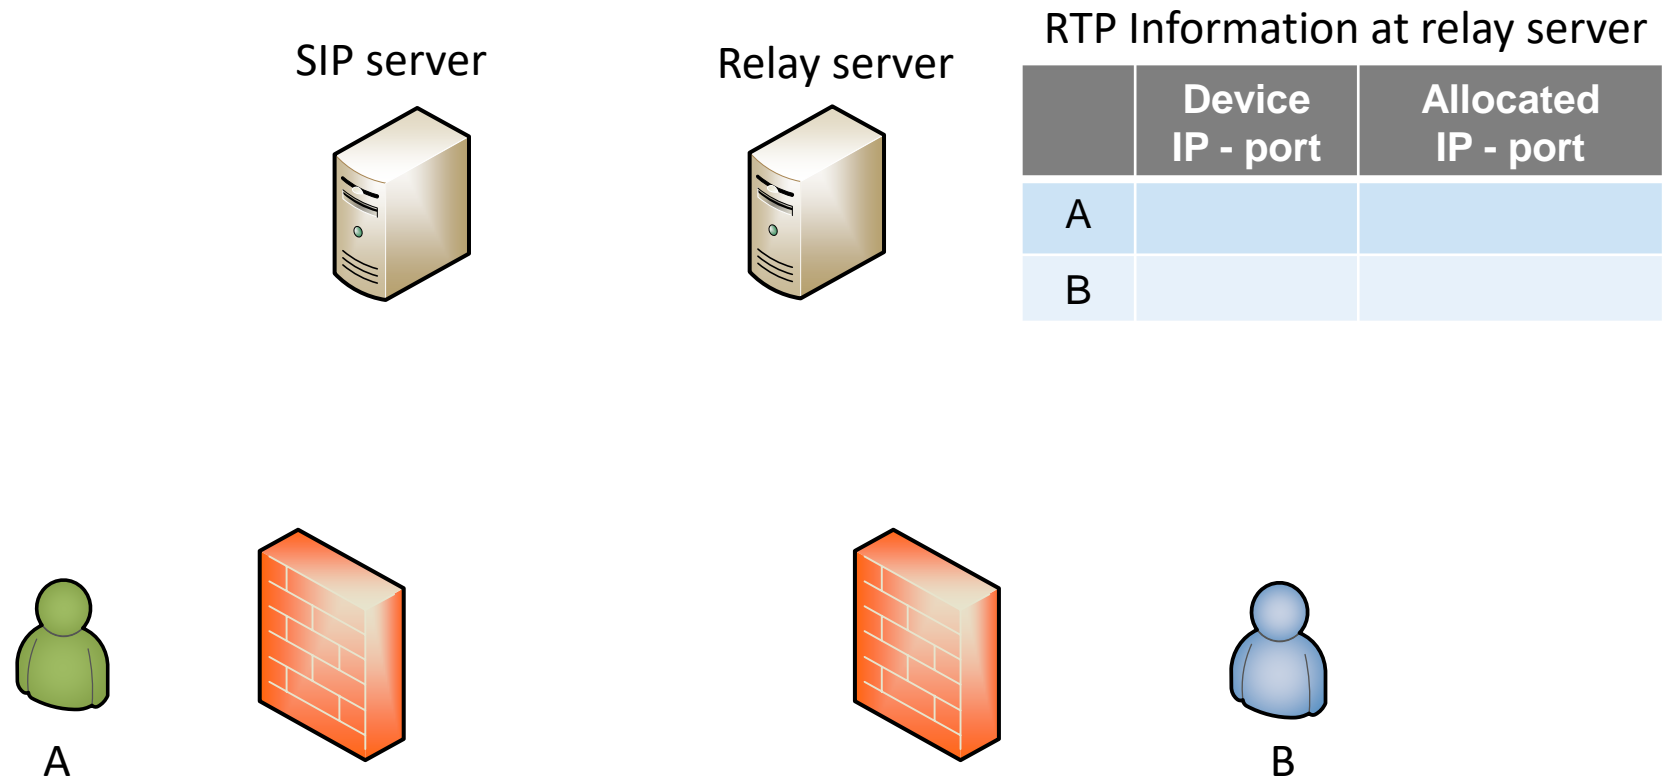 RTP Information at relay server
SIP server
Relay server
Device
IP - port
Allocated
IP - port
A
B
A
B